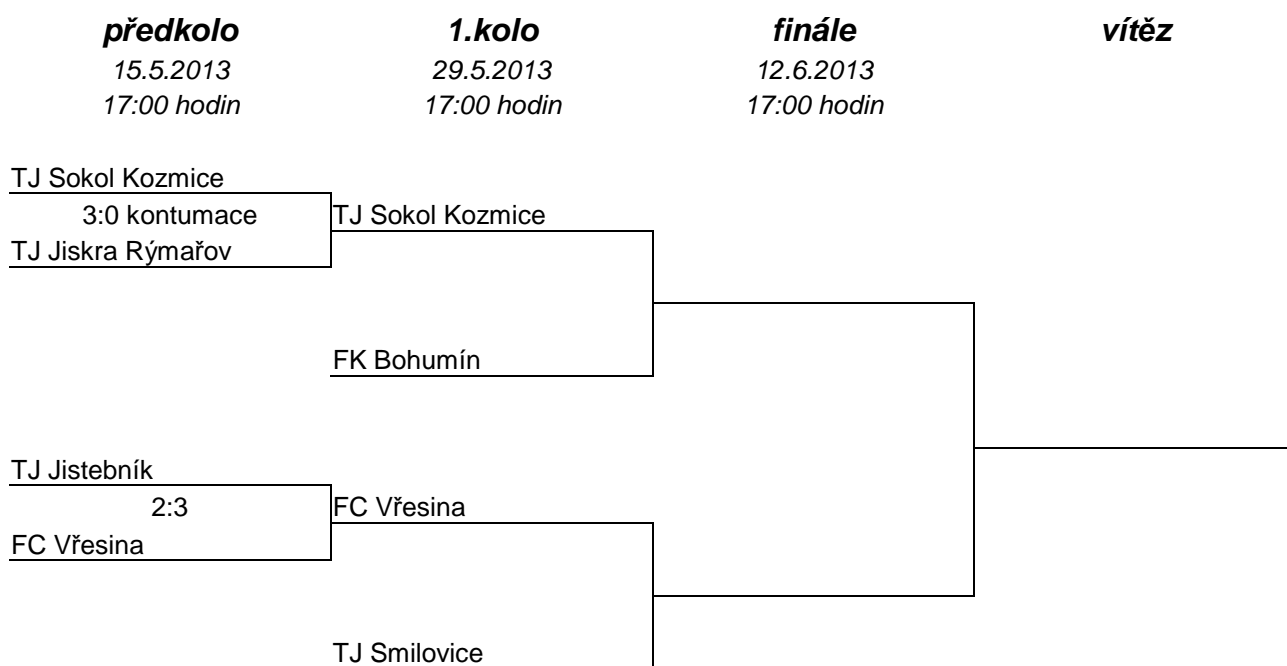 předkolo 1.kolo finále vítěz
15.5.2013 29.5.2013 12.6.2013
17:00 hodin 17:00 hodin 17:00 hodin
TJ Sokol Kozmice
3:0 kontumace TJ Sokol Kozmice
TJ Jiskra Rýmařov
FK Bohumín
TJ Jistebník
2:3 FC Vřesina
FC Vřesina
TJ Smilovice